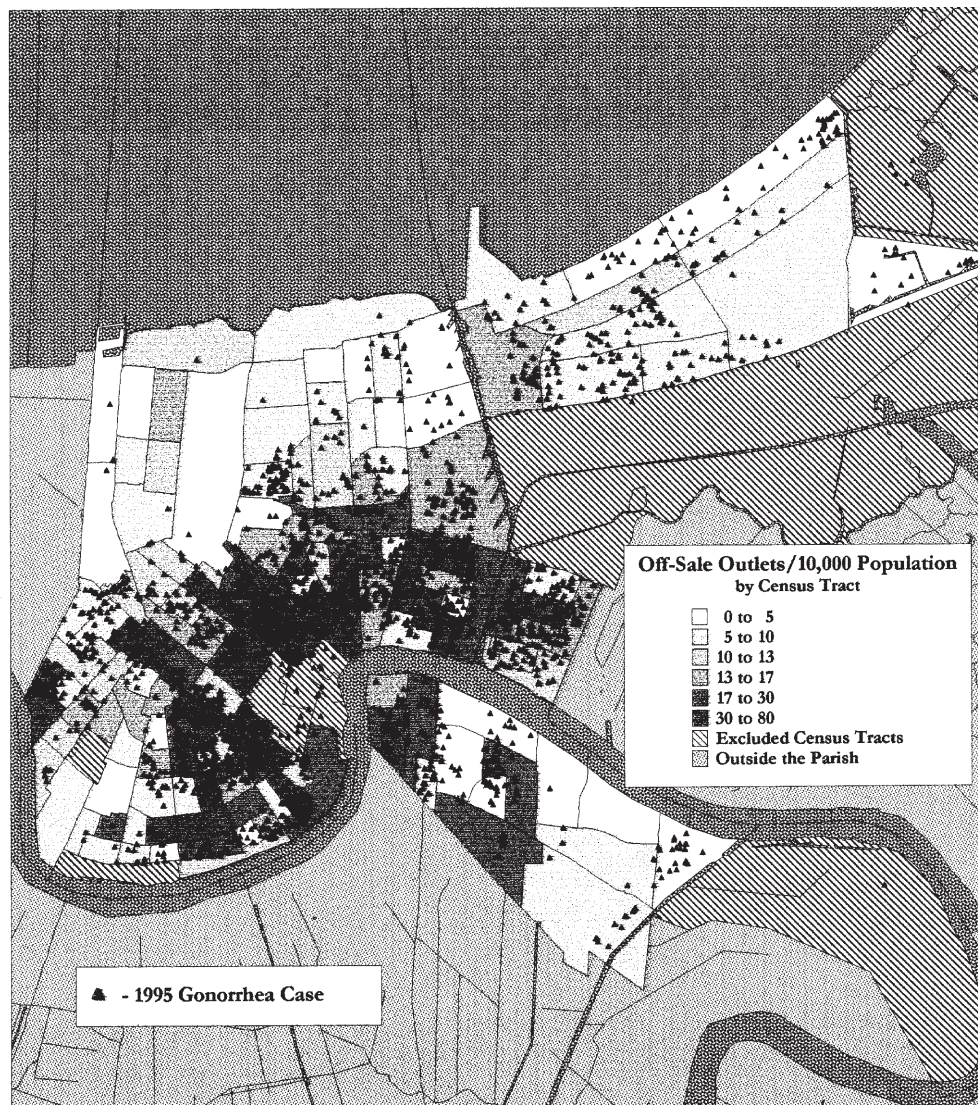 Off-Sale Outlets/10,000 Population
by Census Tract
0 to 5
5 to 10
10 to 13
13 to 17
17 to 30
30 to 80
Excluded Census Tracts
Outside the Parish
- 1995 Gonorrhea Case